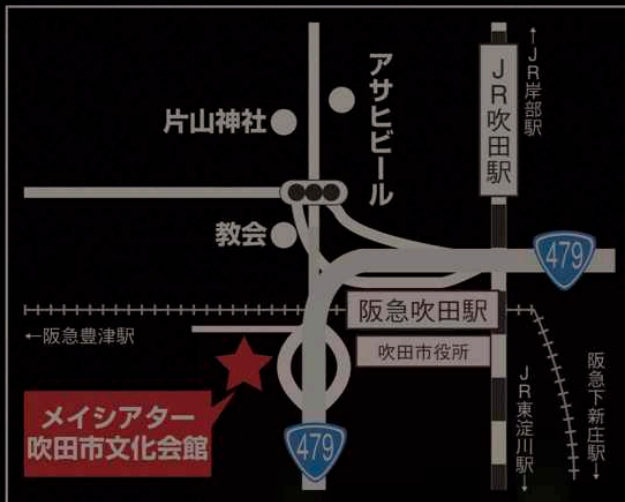 ←JR岸部駅
JR吹田駅
アサヒビール
片山神社
教会
479
阪急吹田駅
←阪急豊津駅
吹田市役所
メイシアター
吹田市文化会館
479
JR東淀川駅→
阪急下新庄駅→